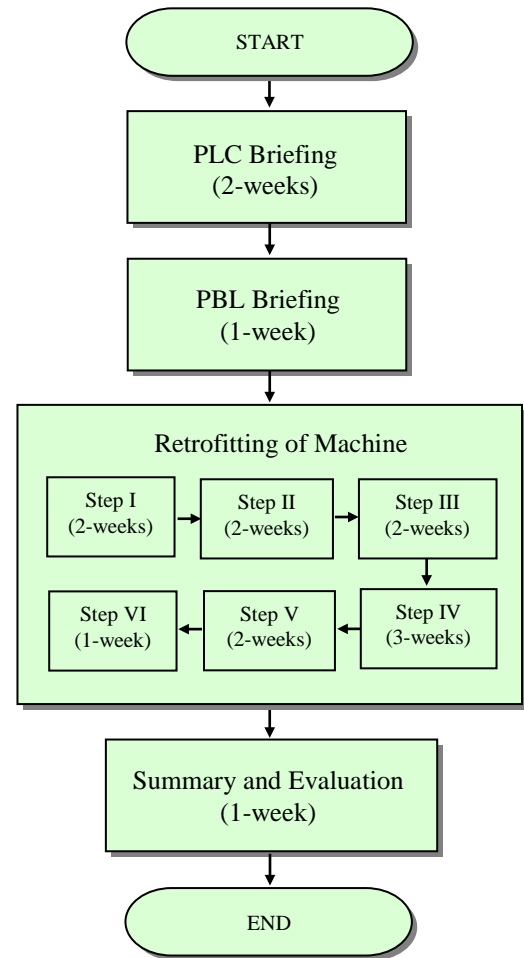 START
PLC Briefing
(2-weeks)
PBL Briefing
(1-week)
Retrofitting of Machine
Step I
(2-weeks)
Step II
(2-weeks)
Step III
(2-weeks)
Step IV
(3-weeks)
Step V
(2-weeks)
Step VI
(1-week)
Summary and Evaluation
(1-week)
END